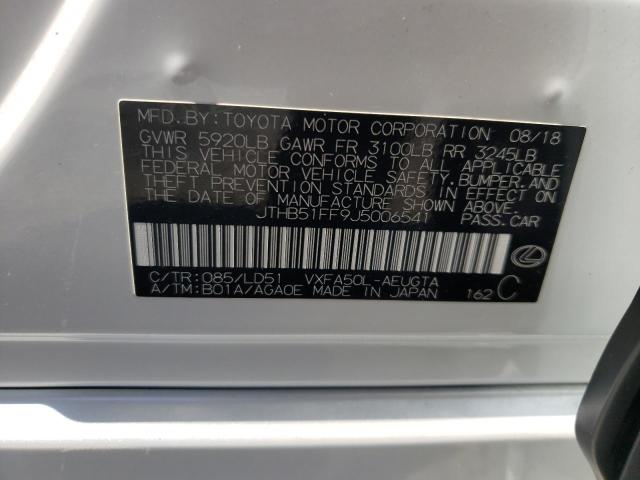 MFD.BY:TOYOTA MOTOR CORPORATION 08/18
GVWR 5920LB GAWR FR 3100LB RR 3245LB
THIS VEHICLE CONFORMS TO ALL APPLICABLE
FEDERAL MOTOR VEHICLE SAFETY, BUMPER, AND
THEFT PREVENTION STANDARDS IN EFFECT ON
THE DATE OF MANUFACTURE SHOWN ABOVE.
JTHB51FF9J5006541 PASS.CAR
C/TR:085/LD51 VXFA50L-AEUGTA
A/TM:B01A/AGA0E MADE IN JAPAN 162 C